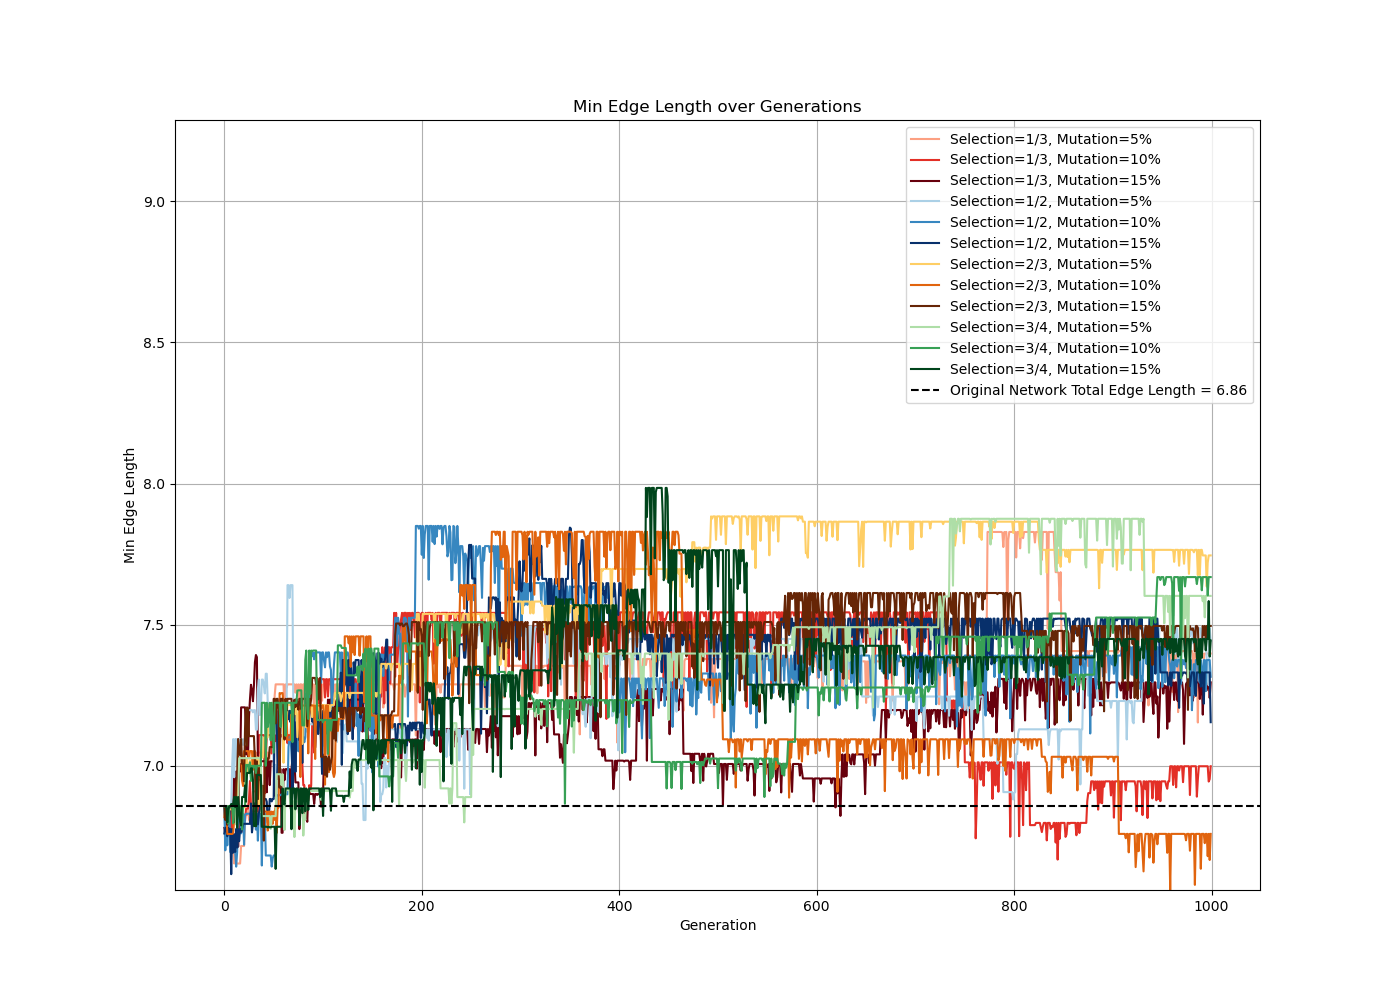 Min Edge Length over Generations
Selection=1/3, Mutation=5%
Selection=1/3, Mutation=10%
Selection=1/3, Mutation=15%
Selection=1/2, Mutation=5%
Selection=1/2, Mutation=10%
Selection=1/2, Mutation=15%
Selection=2/3, Mutation=5%
Selection=2/3, Mutation=10%
Selection=2/3, Mutation=15%
Selection=3/4, Mutation=5%
Selection=3/4, Mutation=10%
Selection=3/4, Mutation=15%
Original Network Total Edge Length = 6.86
Min Edge Length
9.0
8.5
8.0
7.5
7.0
0 200 400 600 800 1000
Generation